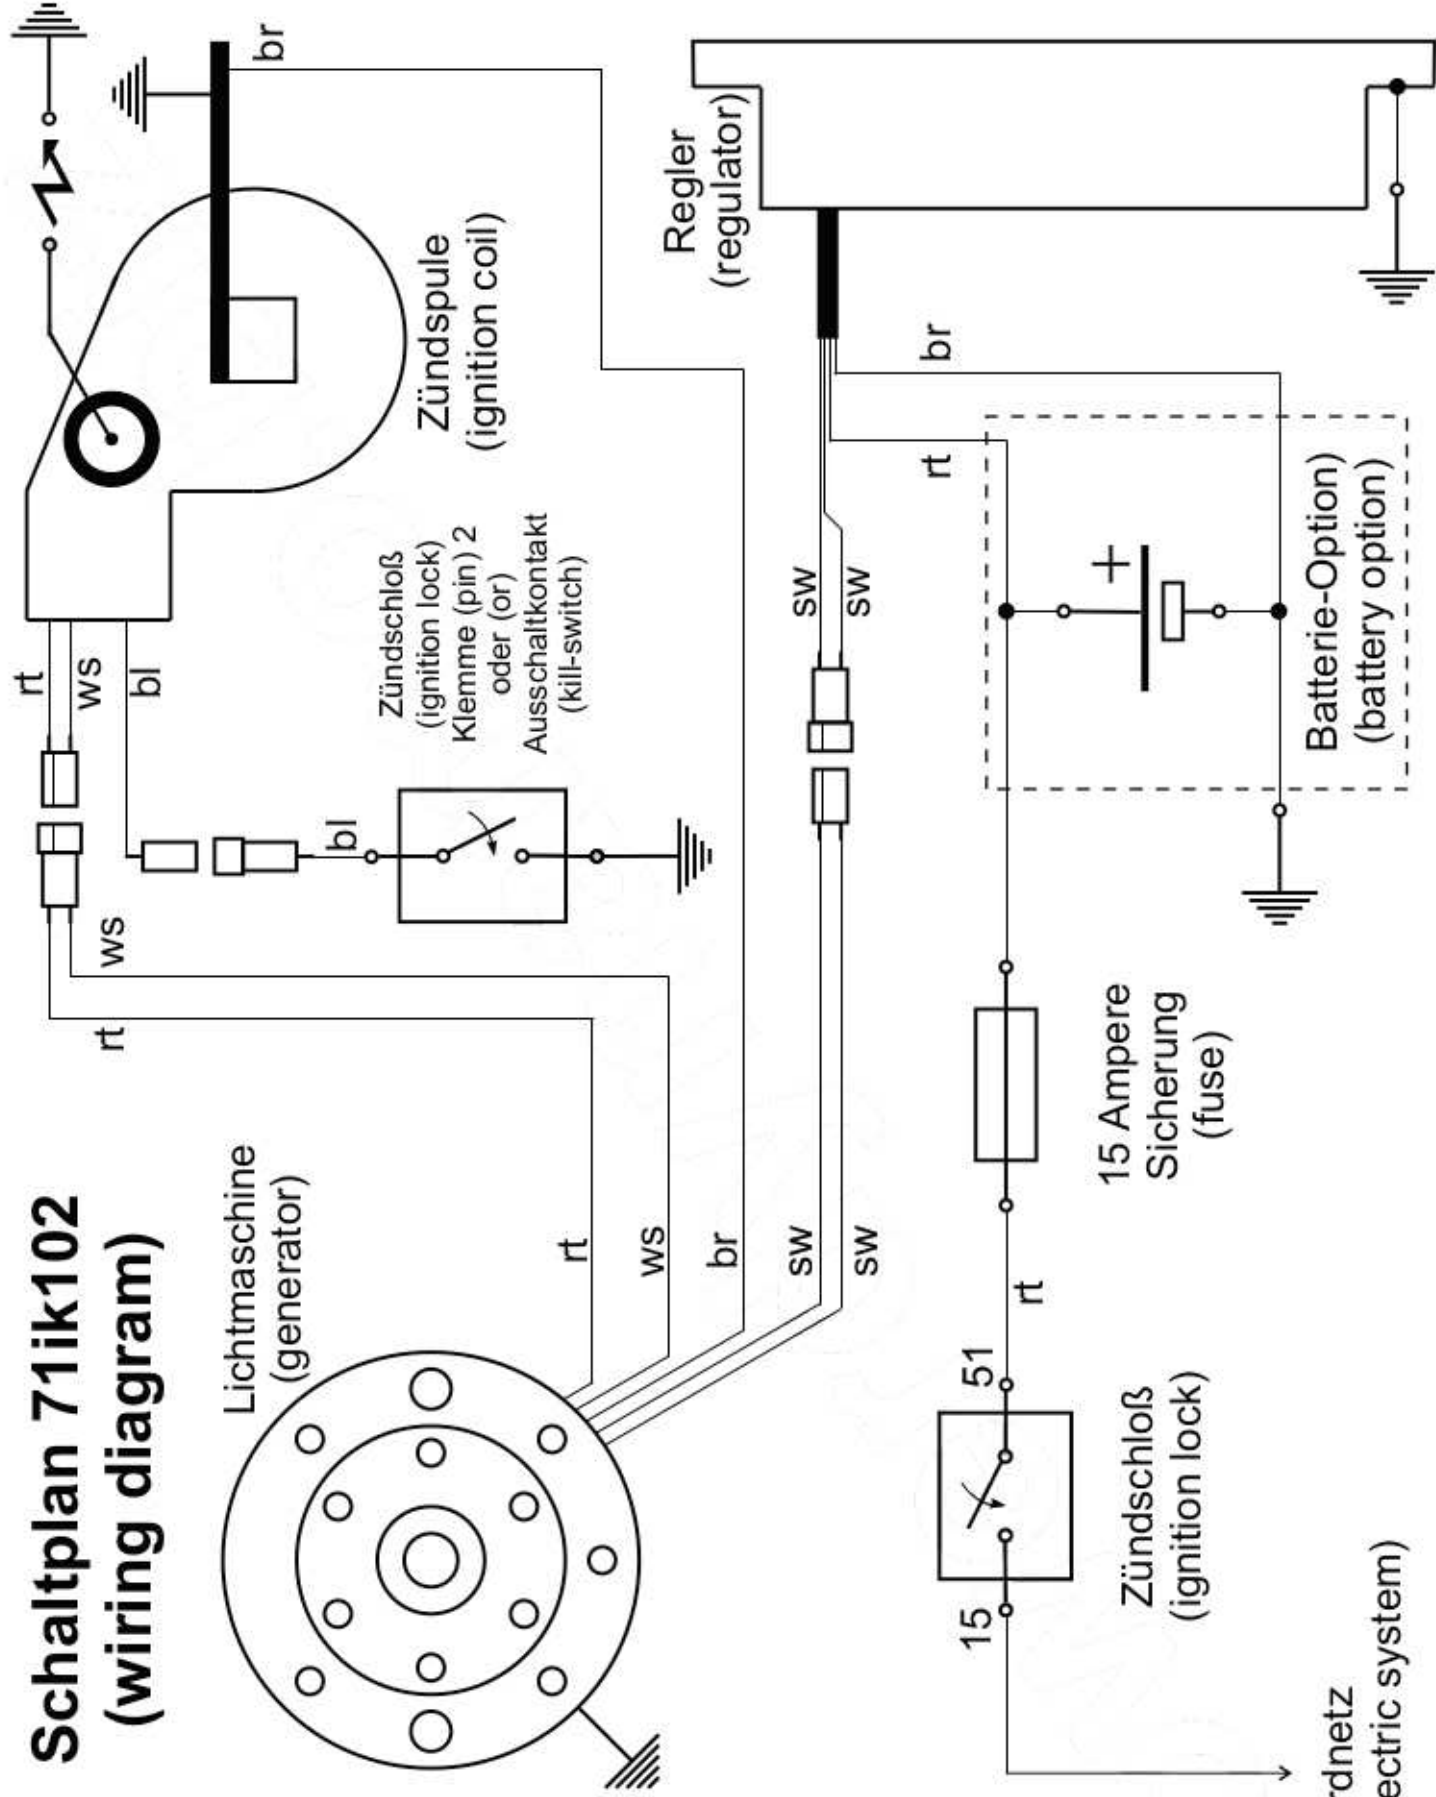 Schaltplan 71ik102
(wiring diagram)
Lichtmaschine
(generator)
rt
ws
rt
ws
bl
bl
br
Zündspule
(ignition coil)
Zündschloß
(ignition lock)
Klemme (pin) 2
oder (or)
Ausschaltkontakt
(kill-switch)
rt
ws
br
sw
sw
sw
sw
Regler
(regulator)
br
rt
Batterie-Option)
(battery option)
+
15 Ampere
Sicherung
(fuse)
rt
51
15
Zündschloß
(ignition lock)
rdnetz
ectric system)